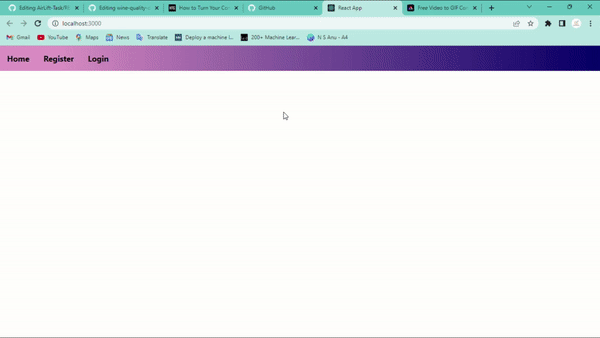 Editing AirLift-Task/RE
Editing wine-quality-
How to Turn Your Co
GitHub
React App
Free Video to GIF Co
localhost:3000
Gmail
YouTube
Maps
News
Translate
Deploy a machine l...
200+ Machine Lear...
N S Anu - A4
Home Register Login